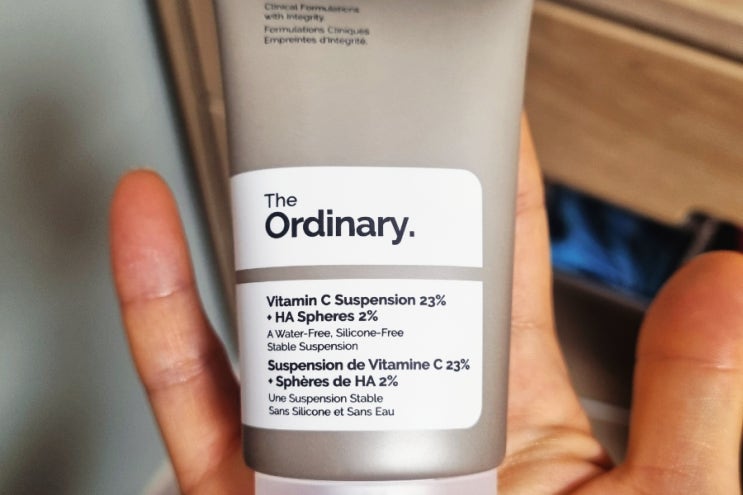 Clinical Formulations
with Integrity.
Formulations Cliniques
Empreintes d'Intégrité.
The
Ordinary.
Vitamin C Suspension 23%
+ HA Spheres 2%
A Water-Free, Silicone-Free
Stable Suspension
Suspension de Vitamine C 23%
+ Sphères de HA 2%
Une Suspension Stable
Sans Silicone et Sans Eau